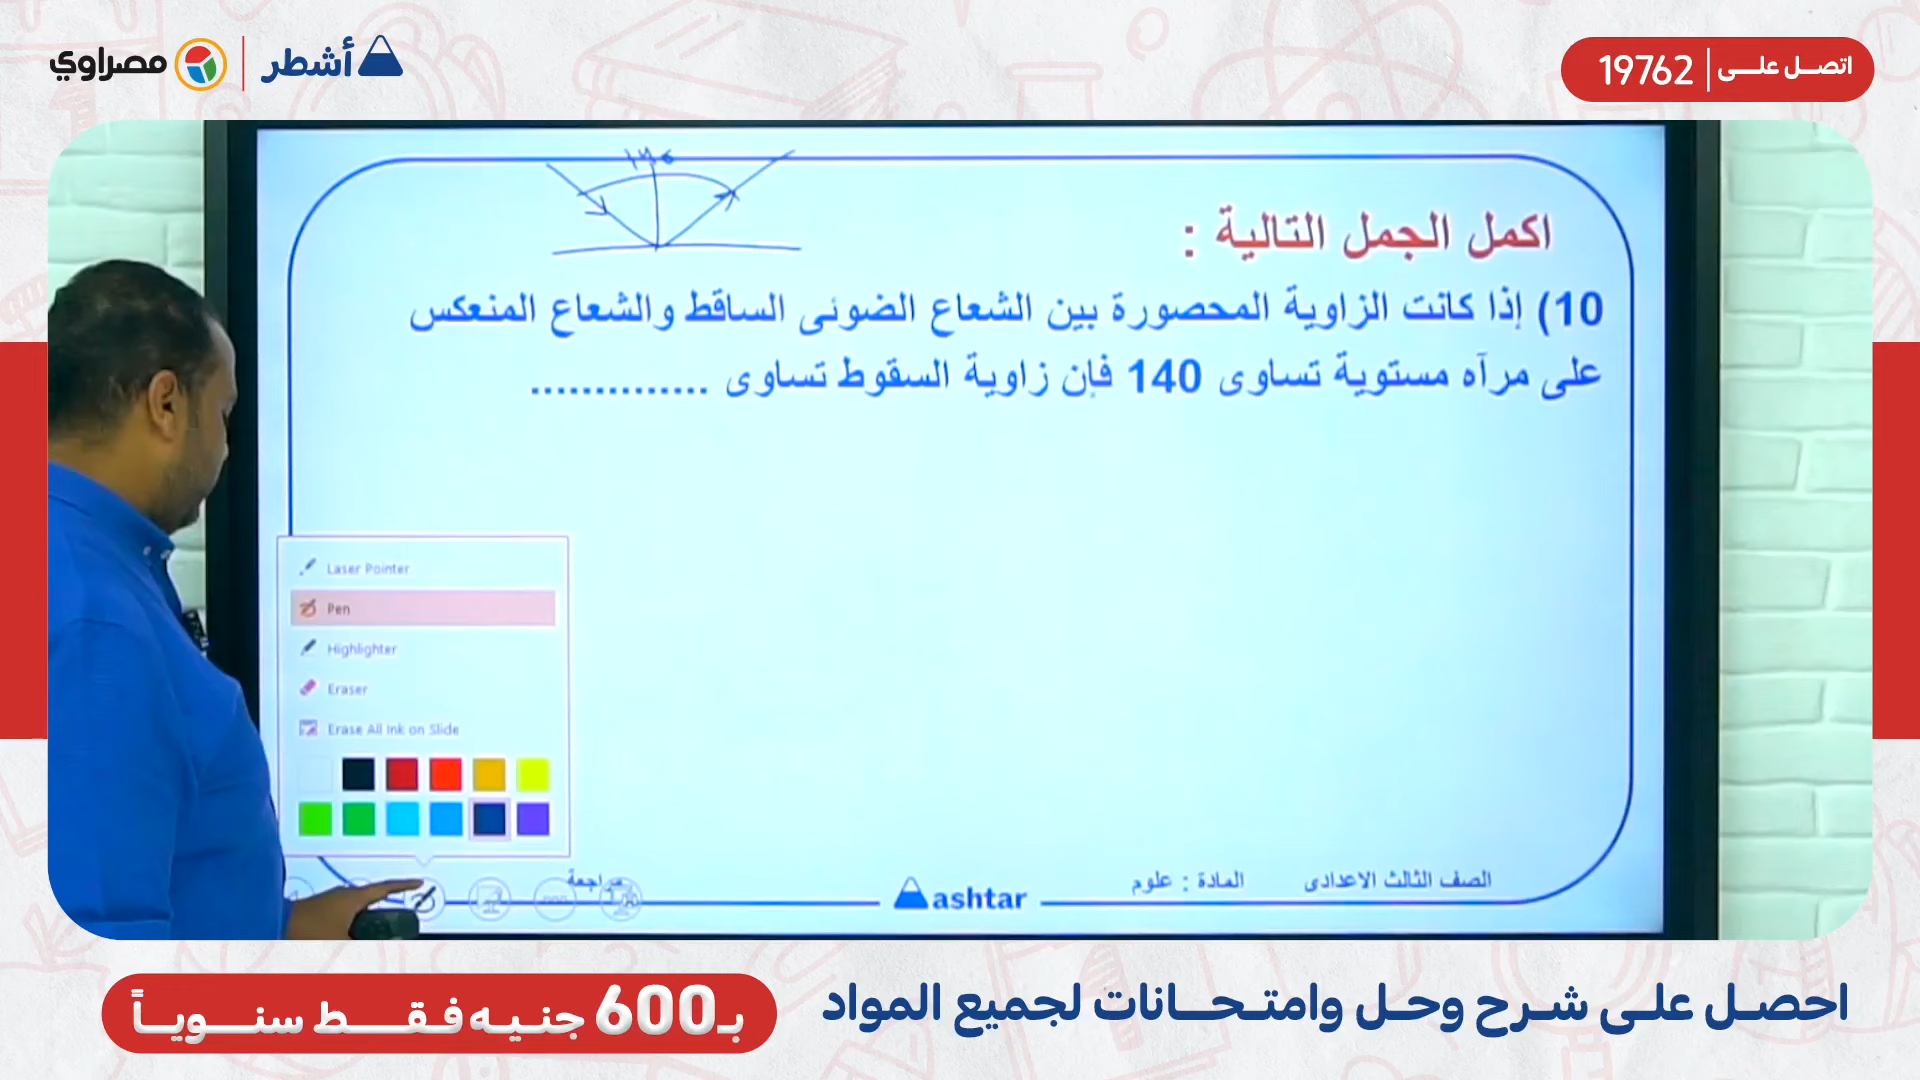 مصراوي
أشطر
اتصل على
19762
140
اكمل الجمل التالية :
10) إذا كانت الزاوية المحصورة بين الشعاع الضوئى الساقط والشعاع المنعكس
على مرآه مستوية تساوى 140 فإن زاوية السقوط تساوى ..............
Laser Pointer
Pen
Highlighter
Eraser
Erase All Ink on Slide
الصف الثالث الاعدادى
المادة : علوم
ashtar
مراجعة
احصل على شرح وحل وامتحانات لجميع المواد
بـ600 جنيه فقط سنوياً